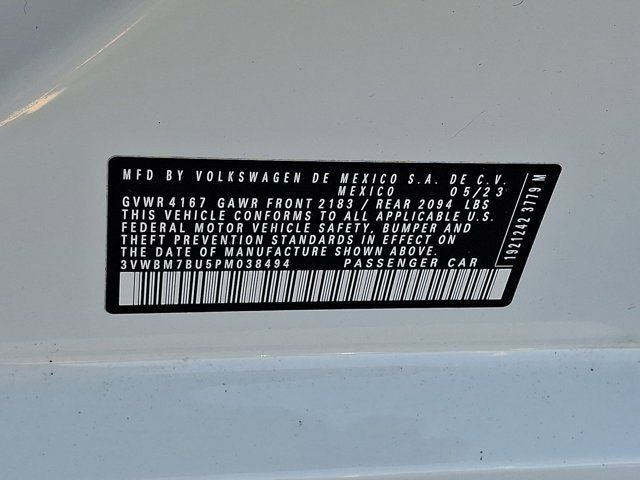 MFD BY VOLKSWAGEN DE MEXICO S.A. DE C.V.
MEXICO 05/23
GVWR 4167 GAWR FRONT 2183 / REAR 2094 LBS
THIS VEHICLE CONFORMS TO ALL APPLICABLE U.S.
FEDERAL MOTOR VEHICLE SAFETY, BUMPER AND
THEFT PREVENTION STANDARDS IN EFFECT ON
THE DATE OF MANUFACTURE SHOWN ABOVE.
3VWBM7BU5PM038494 PASSENGER CAR
1921242 3779 M